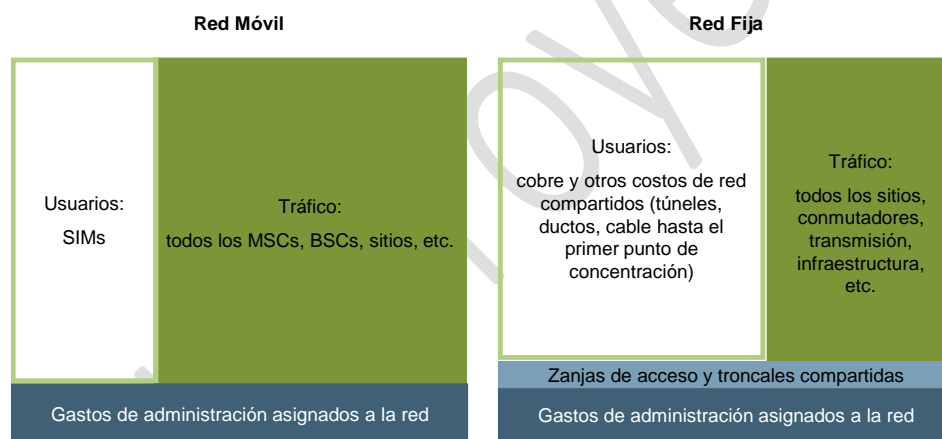 Red Móvil
Usuarios:
SIMs
Tráfico:
todos los MSCs, BSCs, sitios, etc.
Gastos de administración asignados a la red
Red Fija
Usuarios:
cobre y otros costos de red
compartidos (túneles,
ductos, cable hasta el
primer punto de
concentración)
Tráfico:
todos los sitios,
conmutadores,
transmisión,
infraestructura,
etc.
Zanjas de acceso y troncales compartidas
Gastos de administración asignados a la red